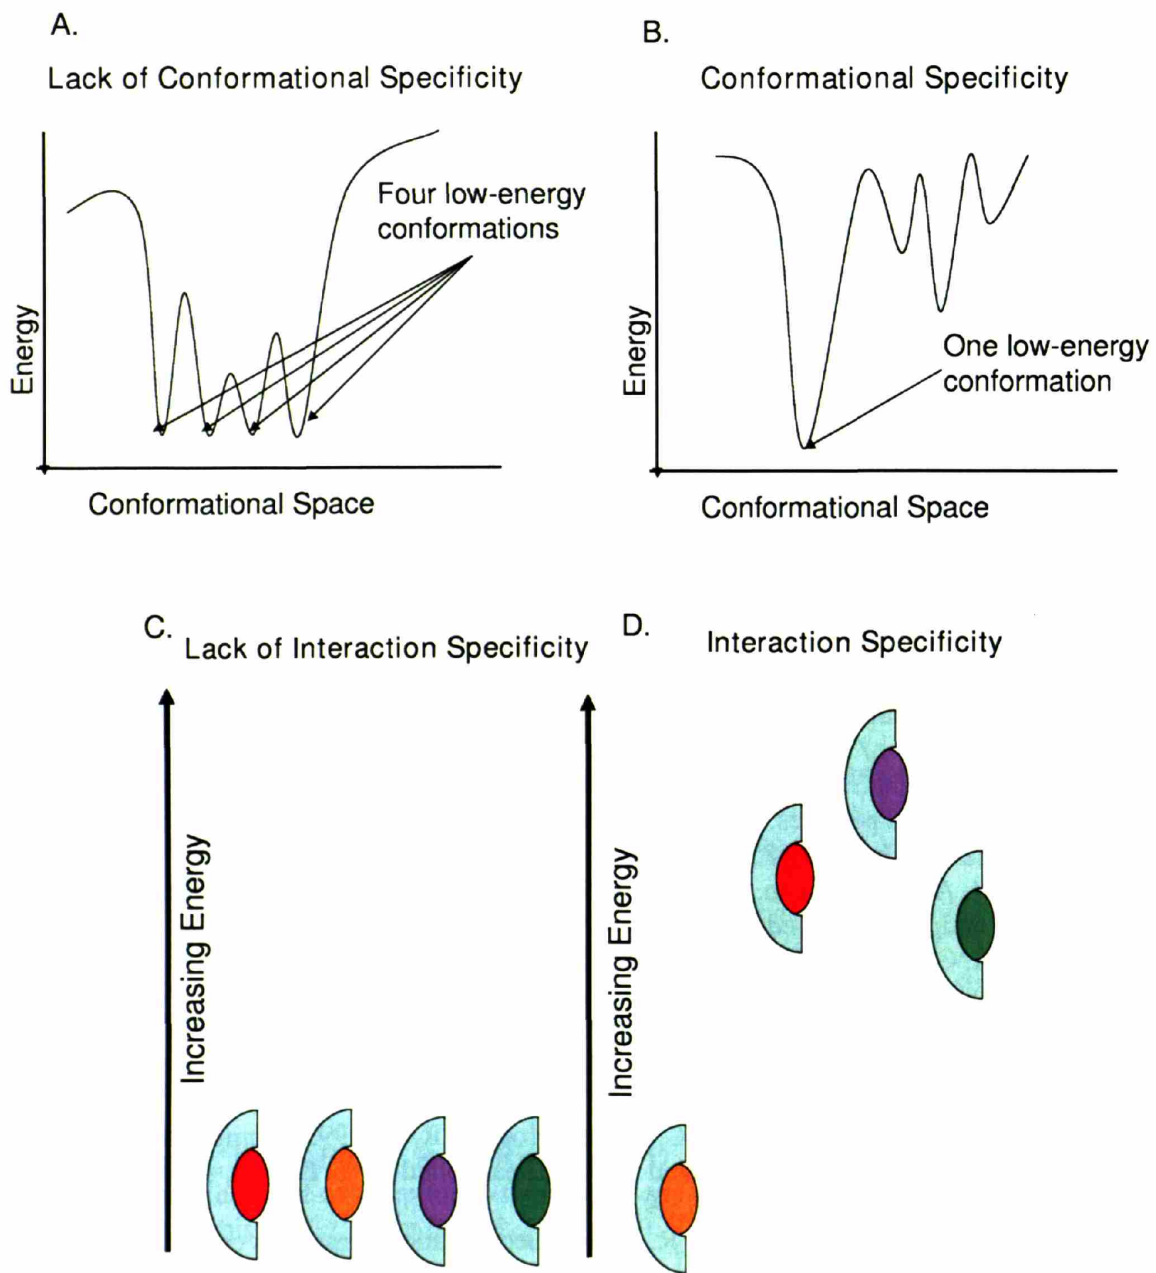 A.
Lack of Conformational Specificity
Four low-energy
conformations
Energy
Conformational Space
B.
Conformational Specificity
One low-energy
conformation
Energy
Conformational Space
C.
Lack of Interaction Specificity
Increasing Energy
D.
Interaction Specificity
Increasing Energy